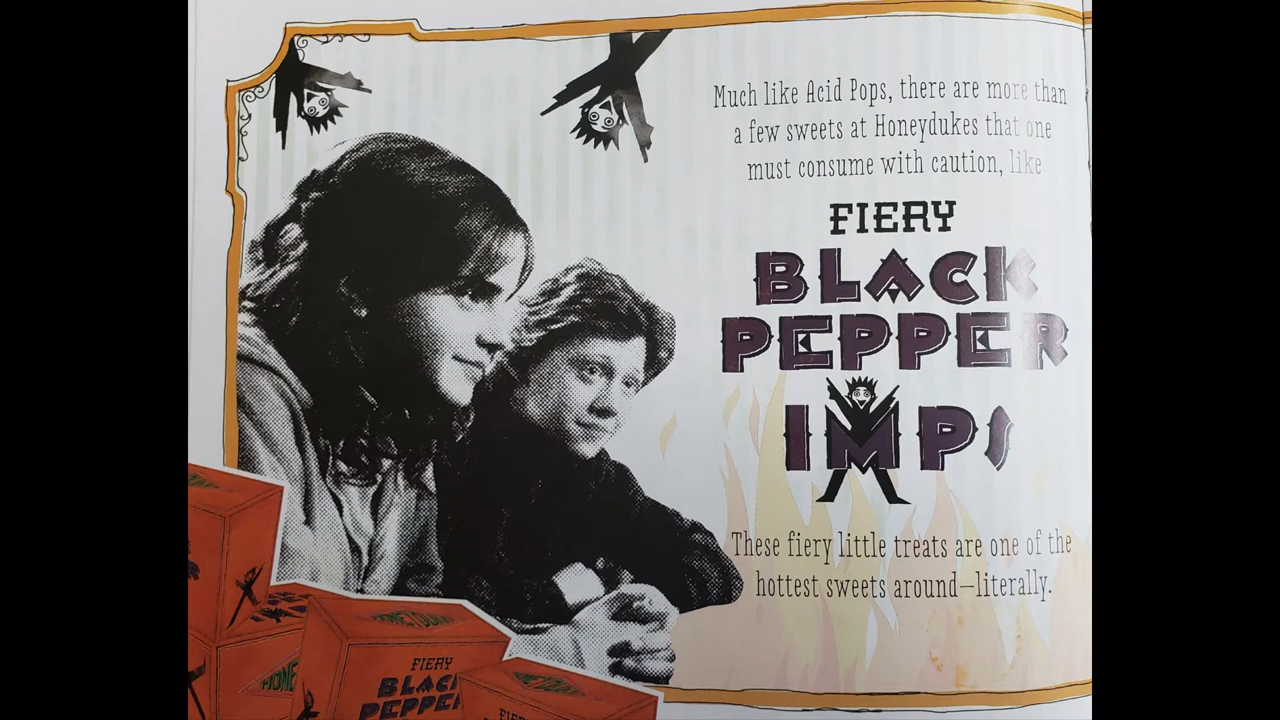 Much like Acid Pops, there are more than
a few sweets at Honeydukes that one
must consume with caution, like
FIERY
BLACK
PEPPER
IMPS
These fiery little treats are one of the
hottest sweets around—literally.
FIERY
BLACK
PEPPER